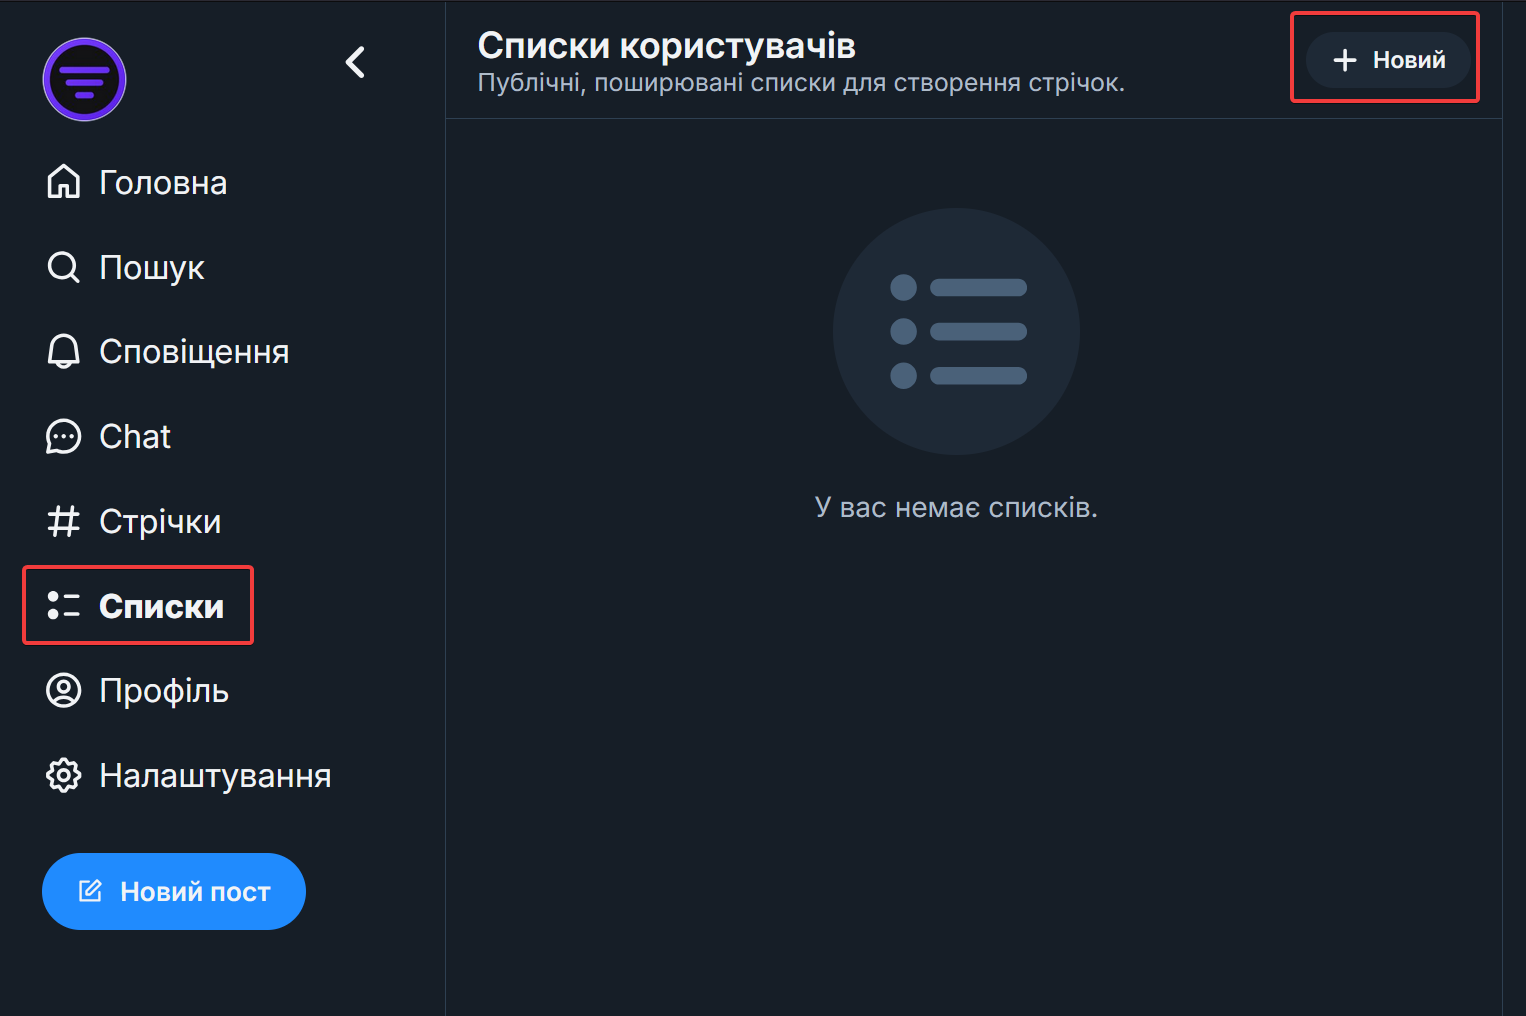 Списки користувачів
Публічні, поширювані списки для створення стрічок.
Новий
Головна
Пошук
Сповіщення
Chat
Стрічки
Списки
Профіль
Налаштування
Новий пост
У вас немає списків.